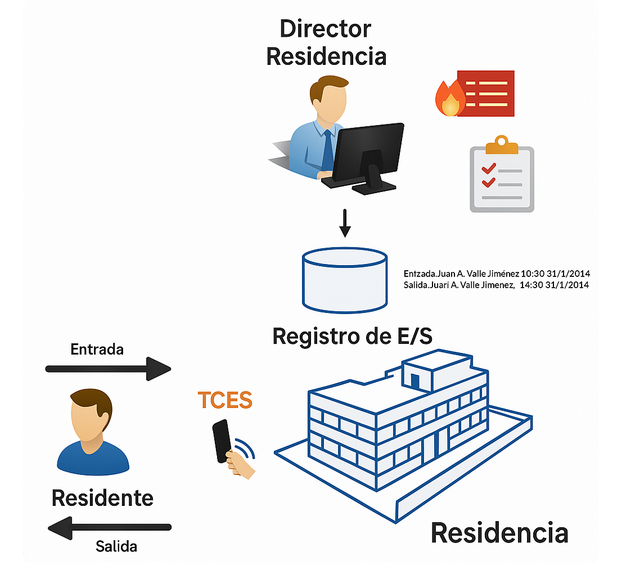 Director
Residencia
Entzada.Juan A. Valle Jiménez 10:30 31/1/2014
Salida.Juarí A. Valle Jimenez, 14:30 31/1/2014
Registro de E/S
Entrada
TCES
Residente
Salida
Residencia